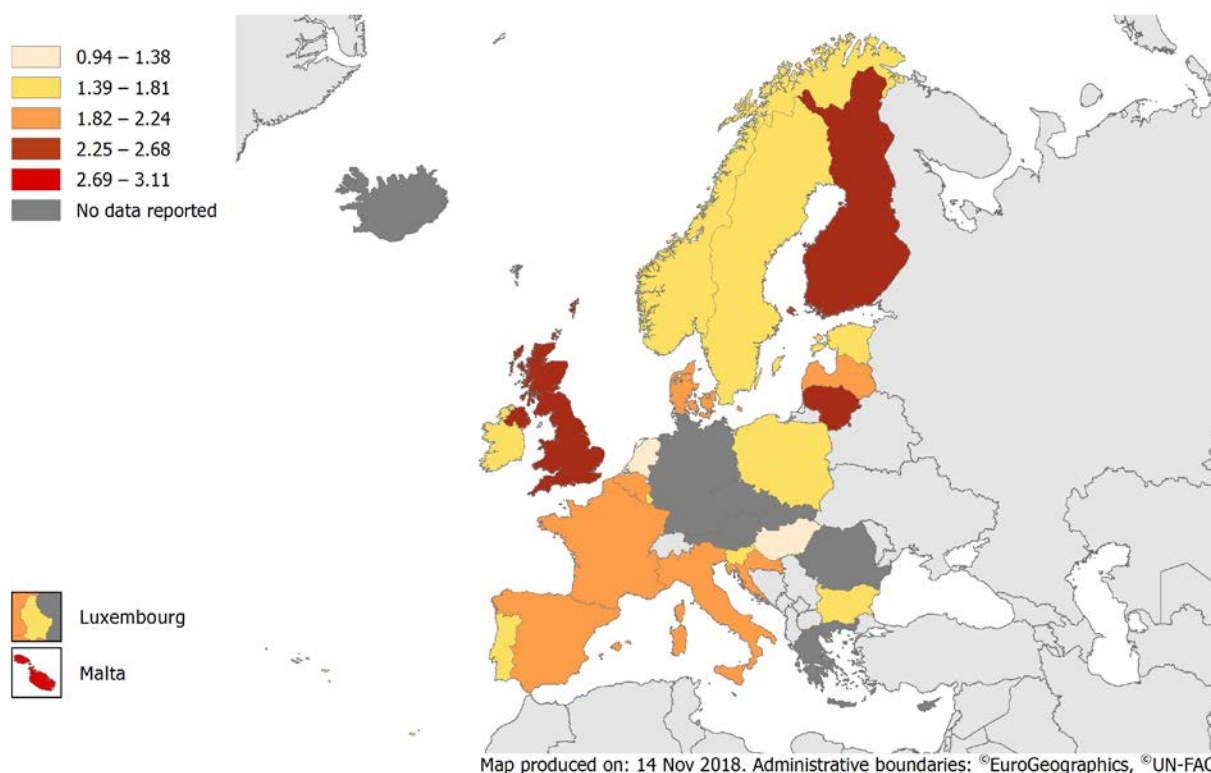 0.94 – 1.38
1.39 – 1.81
1.82 – 2.24
2.25 – 2.68
2.69 – 3.11
No data reported
Luxembourg
Malta
Map produced on: 14 Nov 2018. Administrative boundaries: ©EuroGeographics, ©UN-FAO